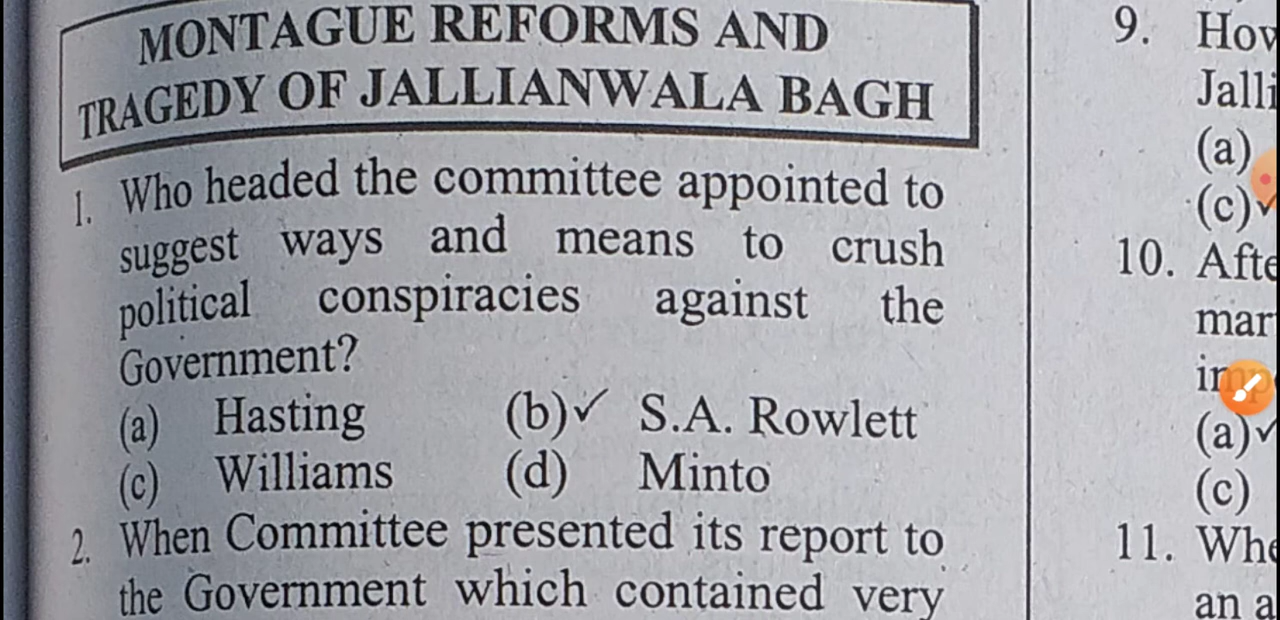 MONTAGUE REFORMS AND
TRAGEDY OF JALLIANWALA BAGH
1. Who headed the committee appointed to
suggest ways and means to crush
political conspiracies against the
Government?
(a) Hasting (b)✓ S.A. Rowlett
(c) Williams (d) Minto
2. When Committee presented its report to
the Government which contained very
9.
(a)
(c)✓
10.
(a)✓
(c)
11.
an a